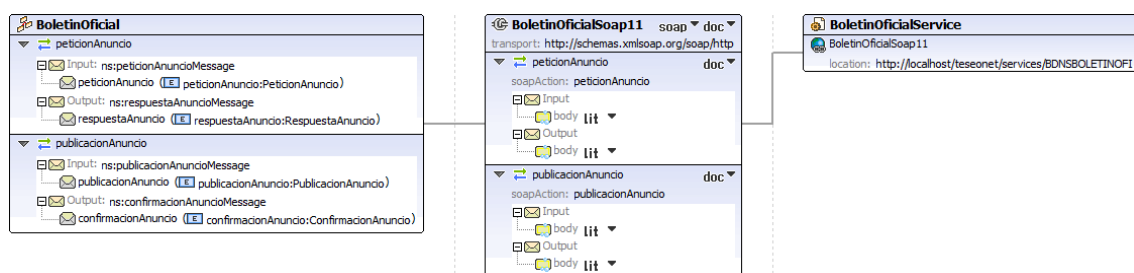 BoletinOficial
peticionAnuncio
Input: ns:peticionAnuncioMessage
peticionAnuncio (E peticionAnuncio:PeticionAnuncio)
Output: ns:respuestaAnuncioMessage
respuestaAnuncio (E respuestaAnuncio:RespuestaAnuncio)
publicacionAnuncio
Input: ns:publicacionAnuncioMessage
publicacionAnuncio (E publicacionAnuncio:PublicacionAnuncio)
Output: ns:confirmacionAnuncioMessage
confirmacionAnuncio (E confirmacionAnuncio:ConfirmacionAnuncio)
BoletinOficialSoap11 soap doc
transport: http://schemas.xmlsoap.org/soap/http
peticionAnuncio doc
soapAction: peticionAnuncio
Input
body lit
Output
body lit
publicacionAnuncio doc
soapAction: publicacionAnuncio
Input
body lit
Output
body lit
BoletinOficialService
BoletinOficialSoap11
location: http://localhost/teseonet/services/BDNSBOLETINOFI